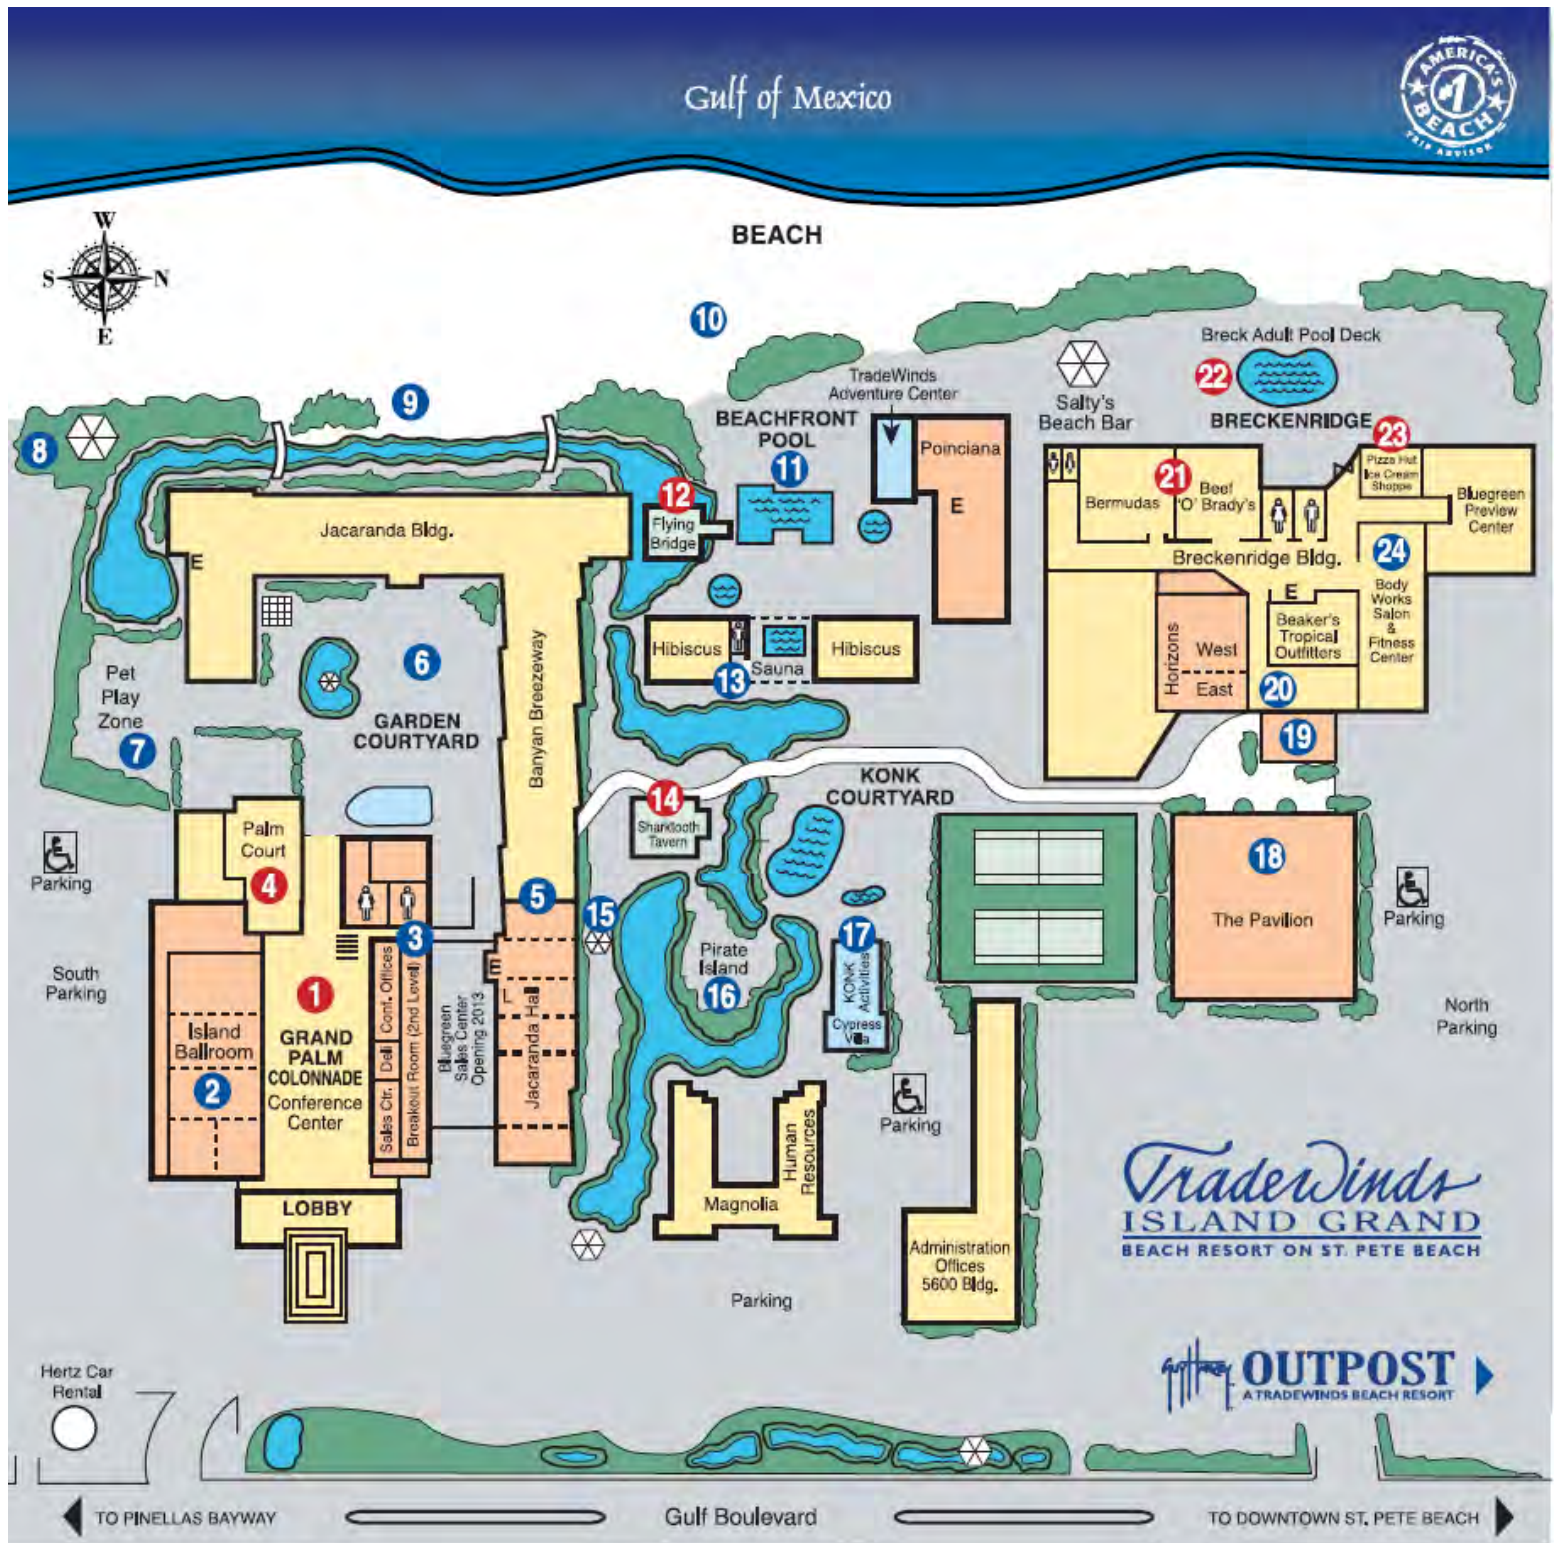 Gulf of Mexico
AMERICA'S
#1
BEACH
TRIP ADVISOR
W
S
N
E
BEACH
10
9
8
Breck Adult Pool Deck
22
Salty's
Beach Bar
BRECKENRIDGE
TradeWinds
Adventure Center
BEACHFRONT
POOL
11
12
Flying
Bridge
Poinciana
E
23
Pizza Hut
Ice Cream
Shoppe
21
Bermudas
Beef
'O' Brady's
Bluegreen
Preview
Center
Breckenridge Bldg.
24
Body
Works
Salon
&
Fitness
Center
E
Beaker's
Tropical
Outfitters
Horizons
West
East
20
19
Jacaranda Bldg.
E
Hibiscus
Hibiscus
Sauna
13
Banyan Breezeway
6
GARDEN
COURTYARD
Pet
Play
Zone
7
KONK
COURTYARD
14
Sharktooth
Tavern
Palm
Court
4
Parking
5
15
3
18
The Pavilion
Parking
South
Parking
1
GRAND
PALM
COLONNADE
Conference
Center
Island
Ballroom
2
Conf. Offices
Deli
Sales Ctr.
Breakout Room (2nd Level)
Bluegreen
Sales Center
Opening 2013
E
Jacaranda Hall
Pirate
Island
16
17
KONK
Activities
Cypress
Villa
North
Parking
Parking
LOBBY
Magnolia
Human
Resources
Administration
Offices
5600 Bldg.
Parking
TradeWinds
ISLAND GRAND
BEACH RESORT ON ST. PETE BEACH
Guy Harvey
OUTPOST
A TRADEWINDS BEACH RESORT
Hertz Car
Rental
TO PINELLAS BAYWAY
Gulf Boulevard
TO DOWNTOWN ST. PETE BEACH